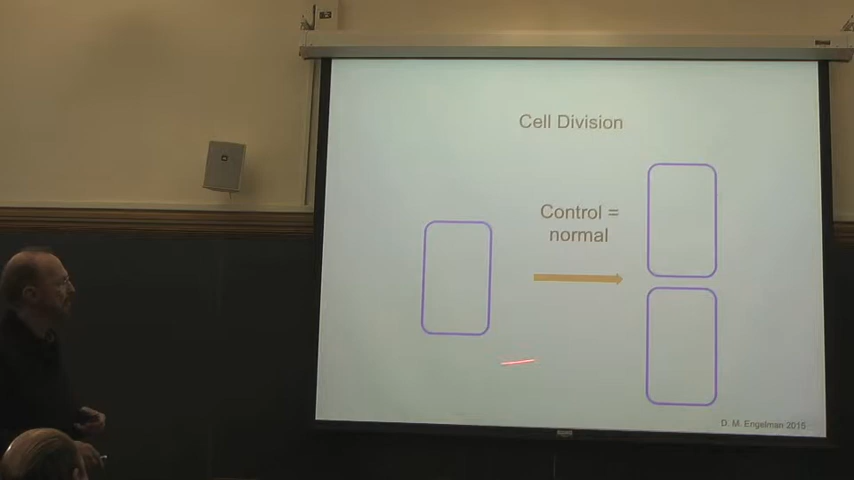 Cell Division
Control =
normal
D. M. Engelman 2015